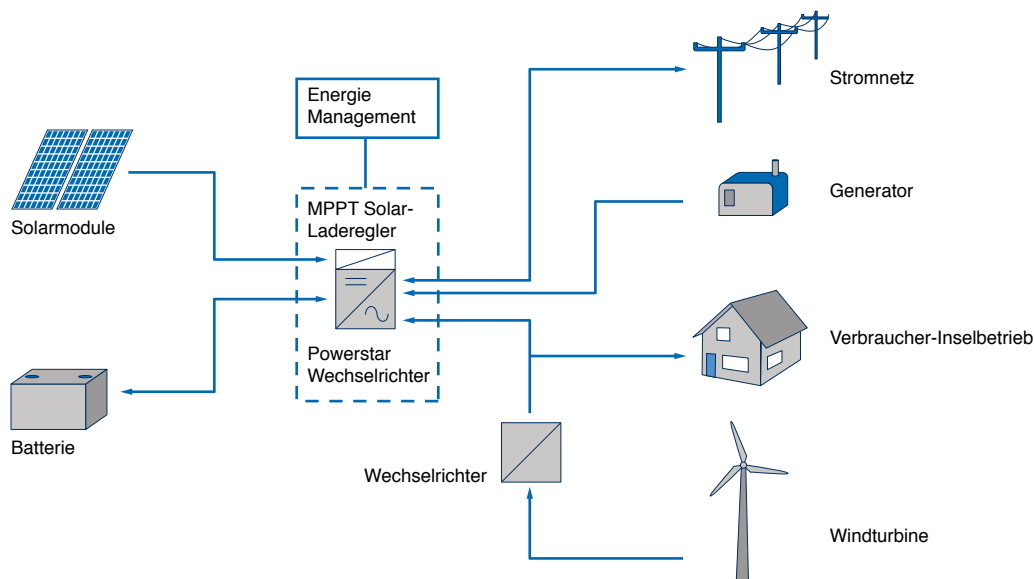 Stromnetz
Energie
Management
Generator
MPPT Solar-
Laderegler
Solarmodule
Verbraucher-Inselbetrieb
Powerstar
Wechselrichter
Batterie
Wechselrichter
Windturbine